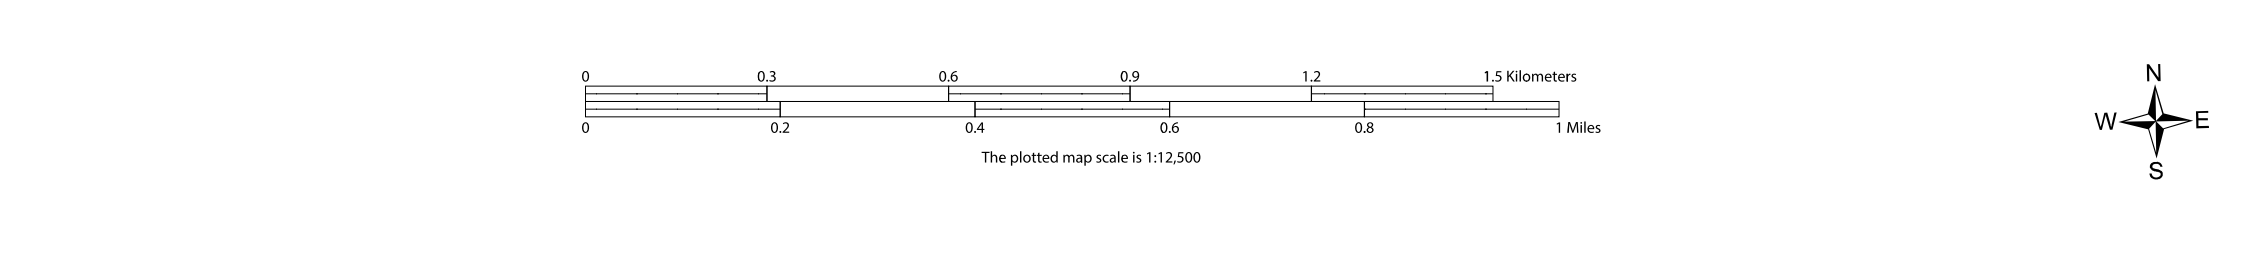 0 0.3 0.6 0.9 1.2 1.5 Kilometers
0 0.2 0.4 0.6 0.8 1 Miles
The plotted map scale is 1:12,500
N
W E
S